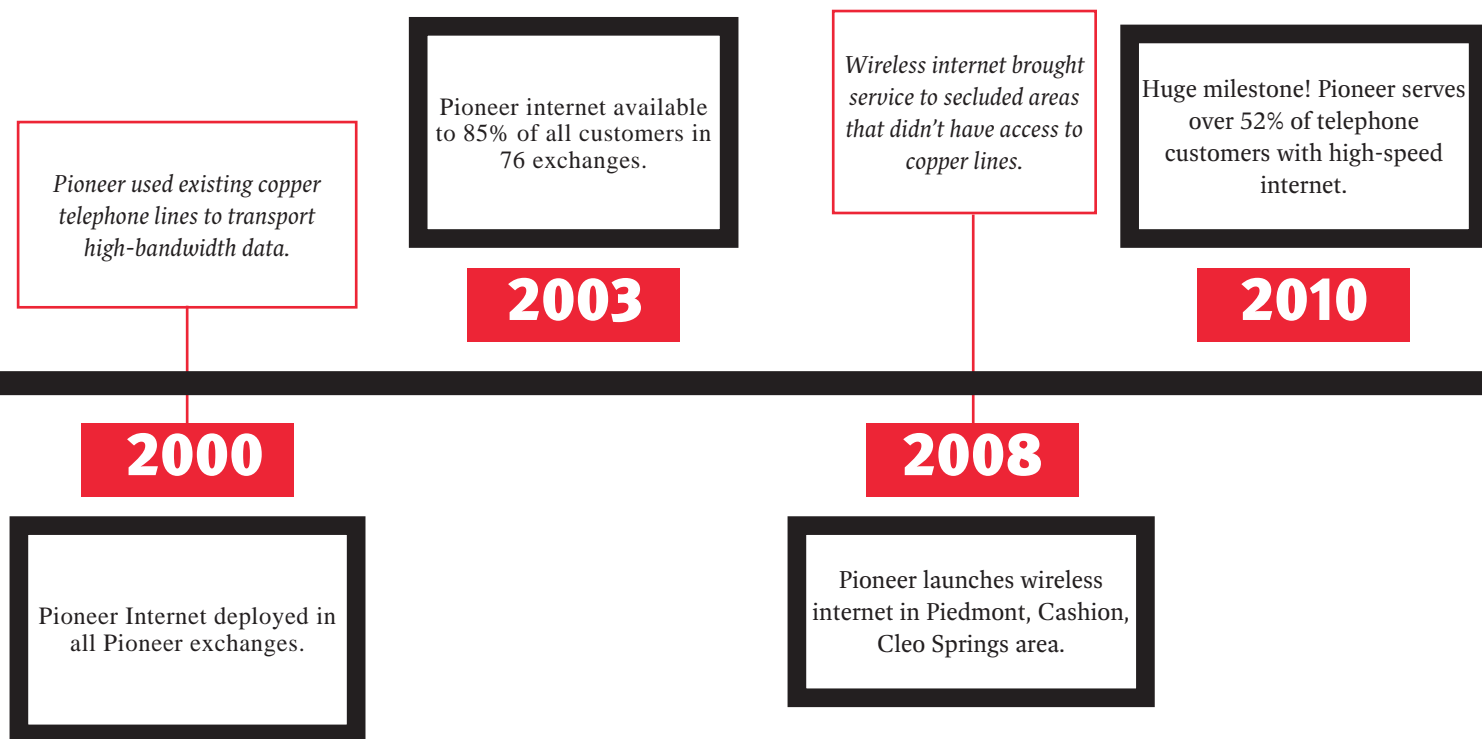 Pioneer used existing copper
telephone lines to transport
high-bandwidth data.
2000
Pioneer Internet deployed in
all Pioneer exchanges.
Pioneer internet available
to 85% of all customers in
76 exchanges.
2003
Wireless internet brought
service to secluded areas
that didn't have access to
copper lines.
2008
Pioneer launches wireless
internet in Piedmont, Cashion,
Cleo Springs area.
Huge milestone! Pioneer serves
over 52% of telephone
customers with high-speed
internet.
2010